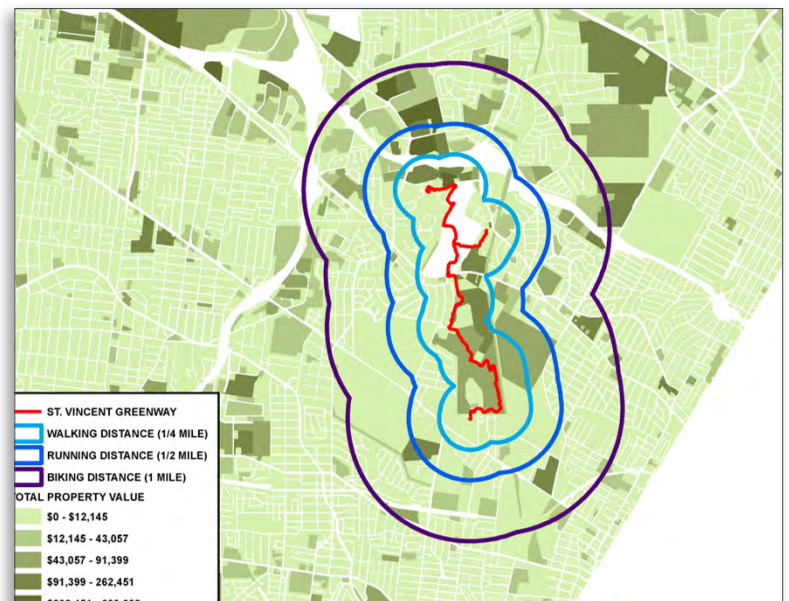 ST. VINCENT GREENWAY
WALKING DISTANCE (1/4 MILE)
RUNNING DISTANCE (1/2 MILE)
BIKING DISTANCE (1 MILE)
TOTAL PROPERTY VALUE
$0 - $12,145
$12,145 - 43,057
$43,057 - 91,399
$91,399 - 262,451